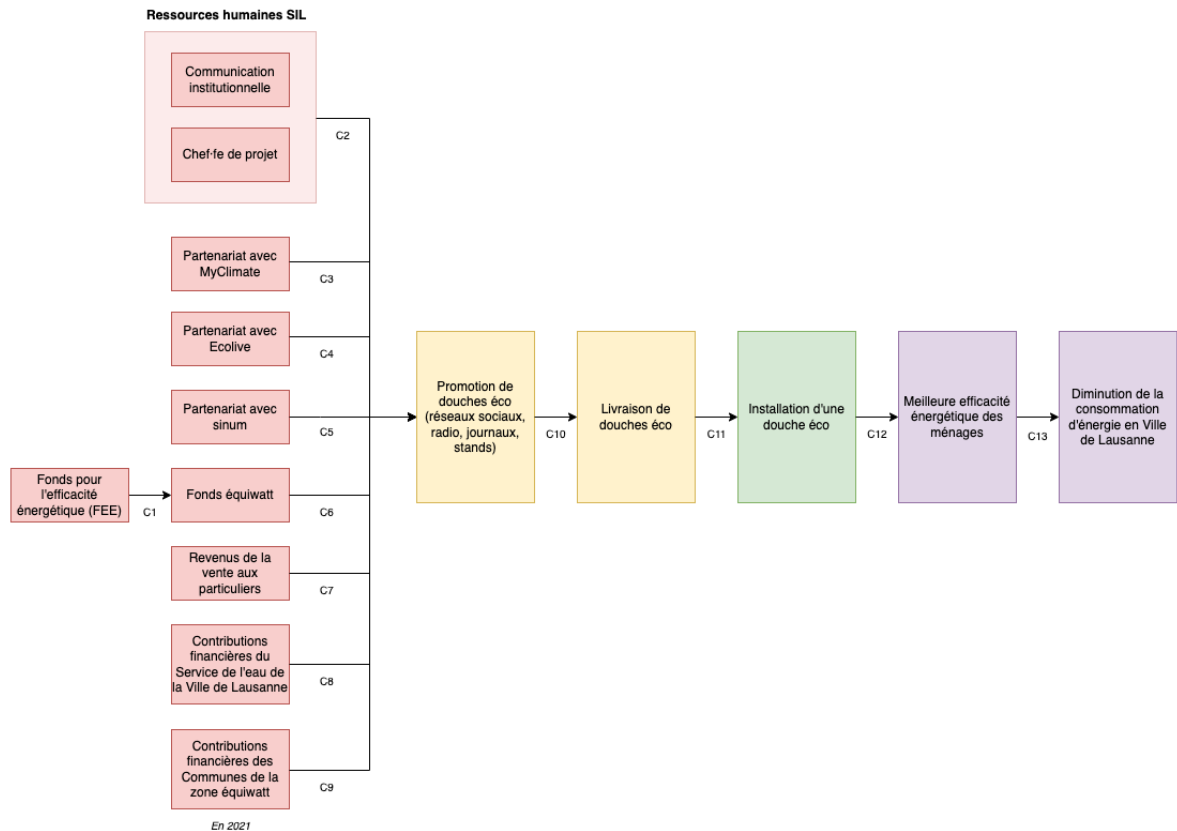 Ressources humaines SIL
Communication
institutionnelle
Chef·fe de projet
C2
Partenariat avec
MyClimate
C3
Partenariat avec
Ecolive
C4
Partenariat avec
sinum
C5
Fonds pour
l'efficacité
énergétique (FEE)
C1
Fonds équiwatt
C6
Revenus de la
vente aux
particuliers
C7
Contributions
financières du
Service de l'eau de
la Ville de Lausanne
C8
Contributions
financières des
Communes de la
zone équiwatt
C9
En 2021
Promotion de
douches éco
(réseaux sociaux,
radio, journaux,
stands)
C10
Livraison de
douches éco
C11
Installation d'une
douche éco
C12
Meilleure efficacité
énergétique des
ménages
C13
Diminution de la
consommation
d'énergie en Ville
de Lausanne